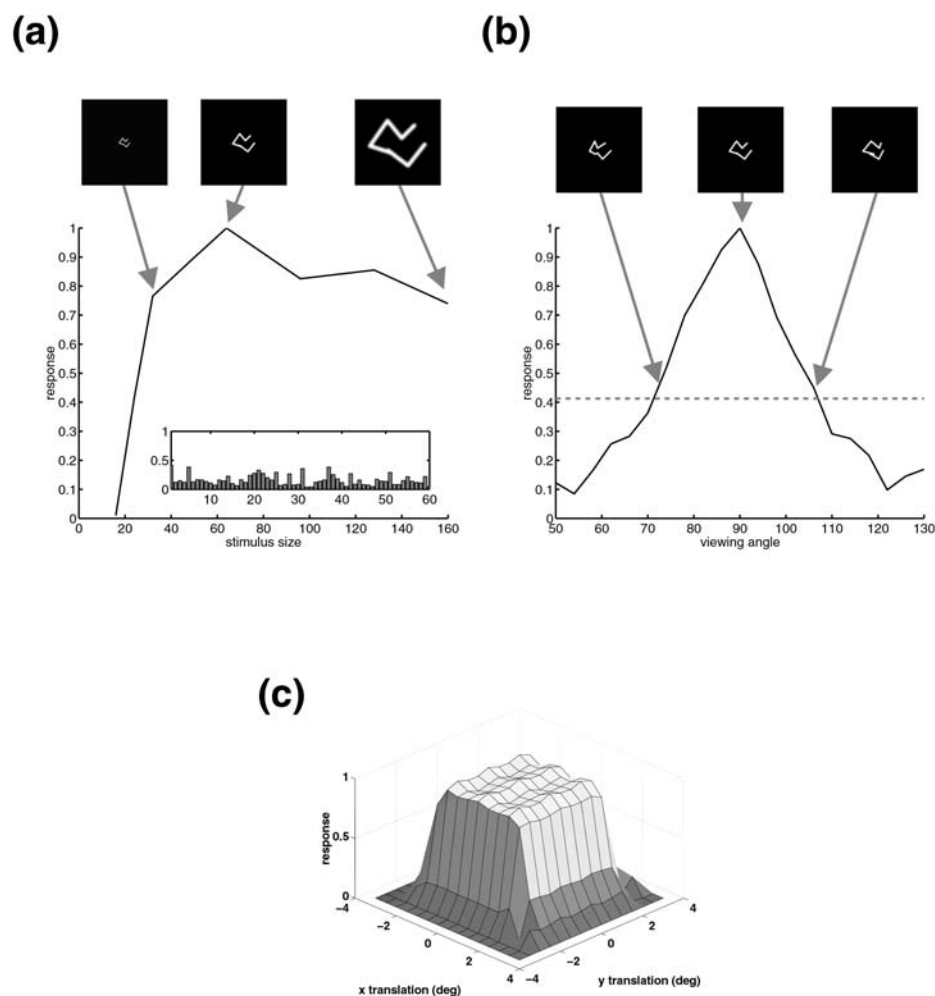 (a)
(b)
1
0.9
0.8
0.7
0.6
0.5
0.4
0.3
0.2
0.1
0
response
0 20 40 60 80 100 120 140 160
stimulus size
1
0.5
0
10 20 30 40 50 60
1
0.9
0.8
0.7
0.6
0.5
0.4
0.3
0.2
0.1
0
response
50 60 70 80 90 100 110 120 130
viewing angle
(c)
1
0.5
0
response
−4 −2 0 2 4
x translation (deg)
−4 −2 0 2 4
y translation (deg)